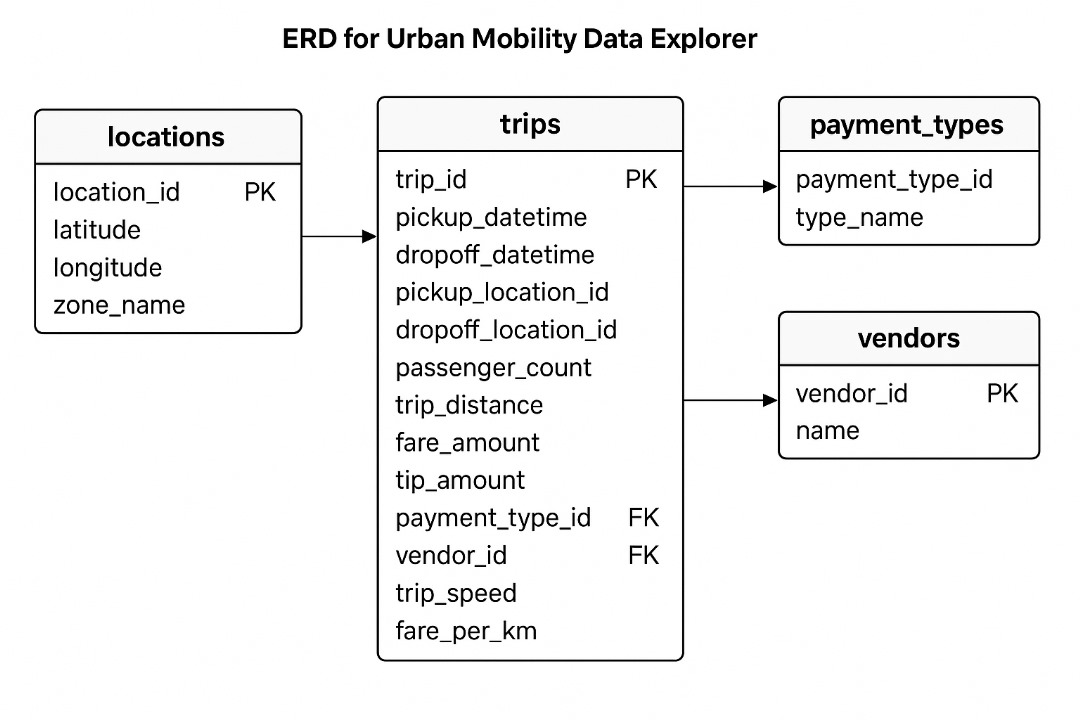 ERD for Urban Mobility Data Explorer
locations
location_id PK
latitude
longitude
zone_name
trips
trip_id PK
pickup_datetime
dropoff_datetime
pickup_location_id
dropoff_location_id
passenger_count
trip_distance
fare_amount
tip_amount
payment_type_id FK
vendor_id FK
trip_speed
fare_per_km
payment_types
payment_type_id
type_name
vendors
vendor_id PK
name